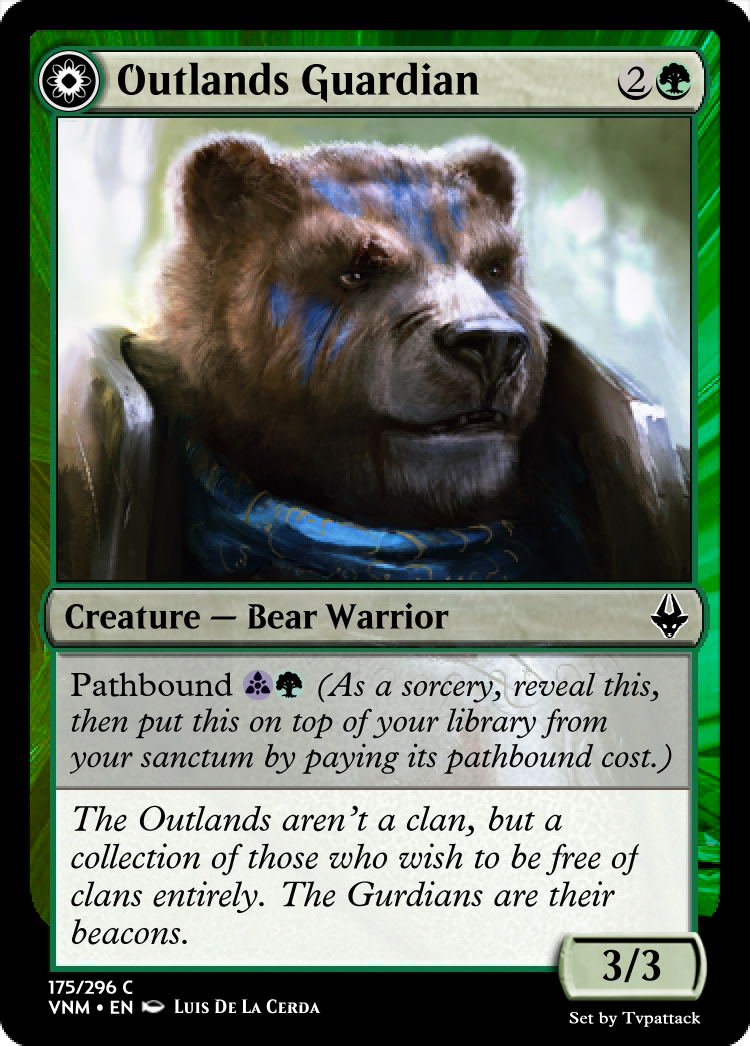 Outlands Guardian 2
Creature — Bear Warrior
Pathbound (As a sorcery, reveal this,
then put this on top of your library from
your sanctum by paying its pathbound cost.)
The Outlands aren't a clan, but a
collection of those who wish to be free of
clans entirely. The Gurdians are their
beacons.
3/3
175/296 C
VNM • EN Luis De La Cerda
Set by Tvpattack